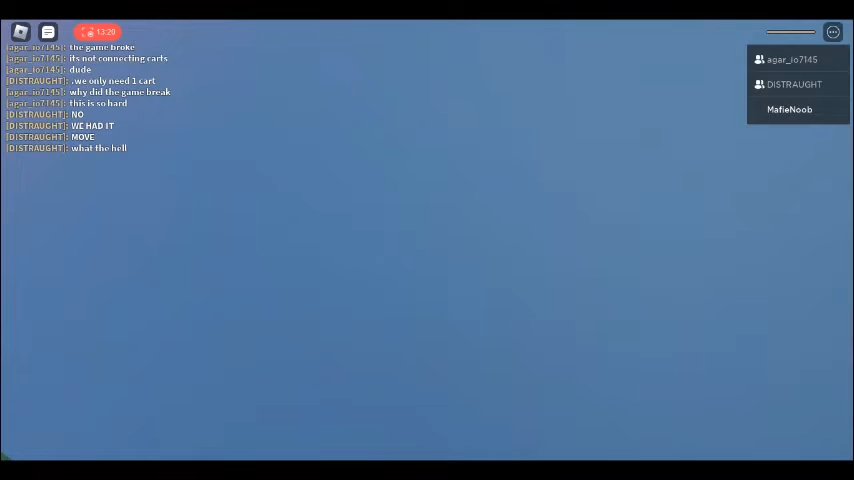 13:20
[agar_io7145]: the game broke
[agar_io7145]: its not connecting carts
[agar_io7145]: dude
[DISTRAUGHT]: .we only need 1 cart
[agar_io7145]: why did the game break
[agar_io7145]: this is so hard
[DISTRAUGHT]: NO
[DISTRAUGHT]: WE HAD IT
[DISTRAUGHT]: MOVE
[DISTRAUGHT]: what the hell
agar_io7145
DISTRAUGHT
MafieNoob